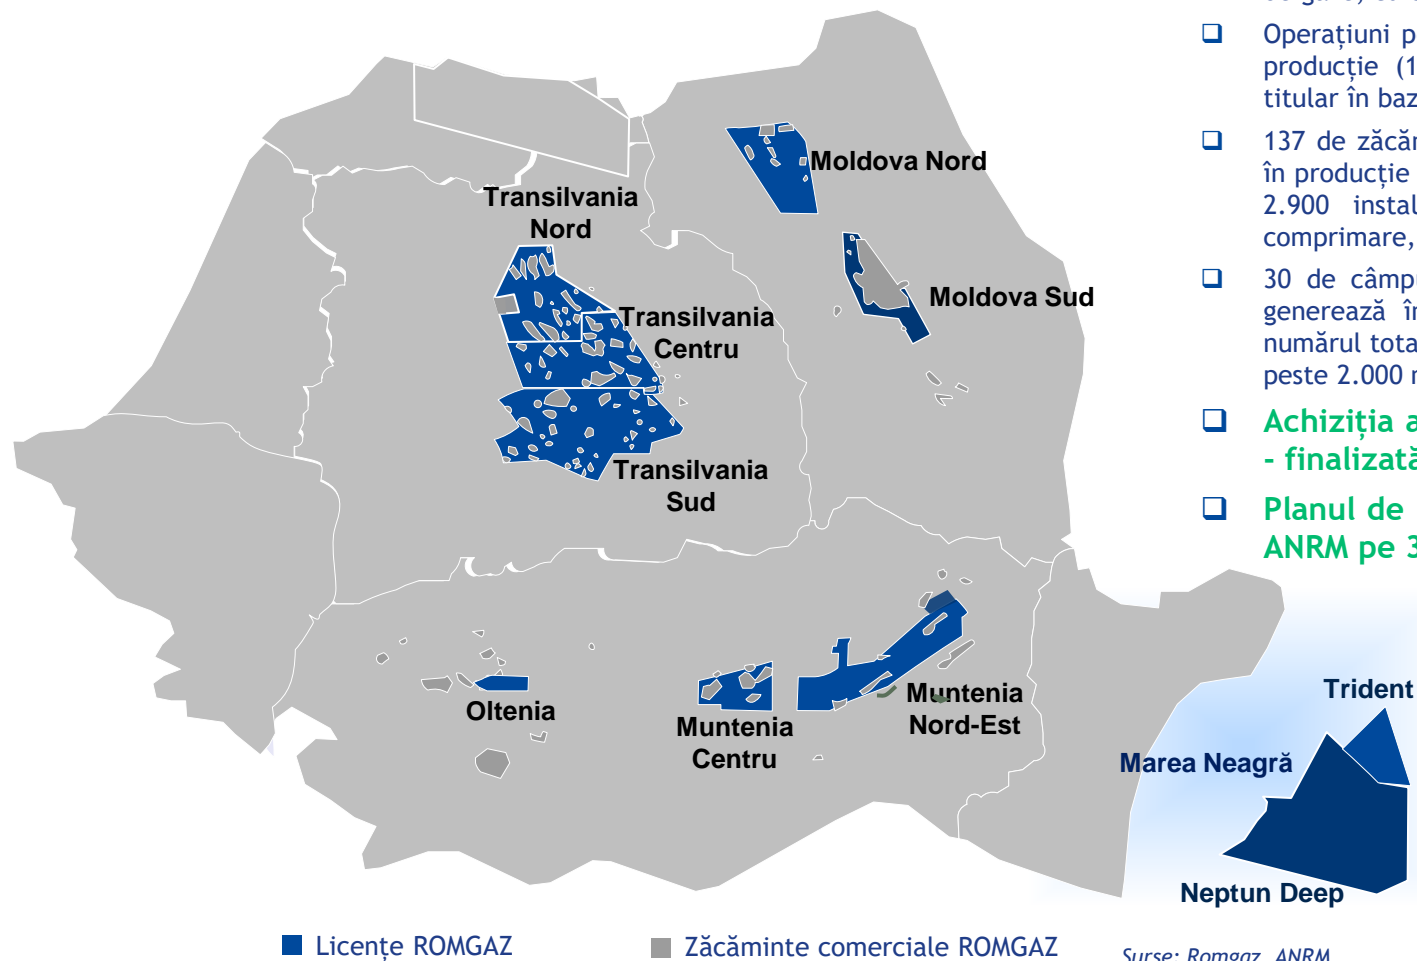 Operațiuni p
producție (1
titular în baz
137 de zăcăr
în producție
2.900 instal
comprimare,
30 de câmpu
generează în
numărul tota
peste 2.000 r
Achiziția a
- finalizată
Planul de
ANRM pe 3
Moldova Nord
Transilvania
Nord
Moldova Sud
Transilvania
Centru
Transilvania
Sud
Oltenia
Muntenia
Centru
Muntenia
Nord-Est
Trident
Marea Neagră
Neptun Deep
Licențe ROMGAZ
Zăcăminte comerciale ROMGAZ
Surse: Romgaz, ANRM